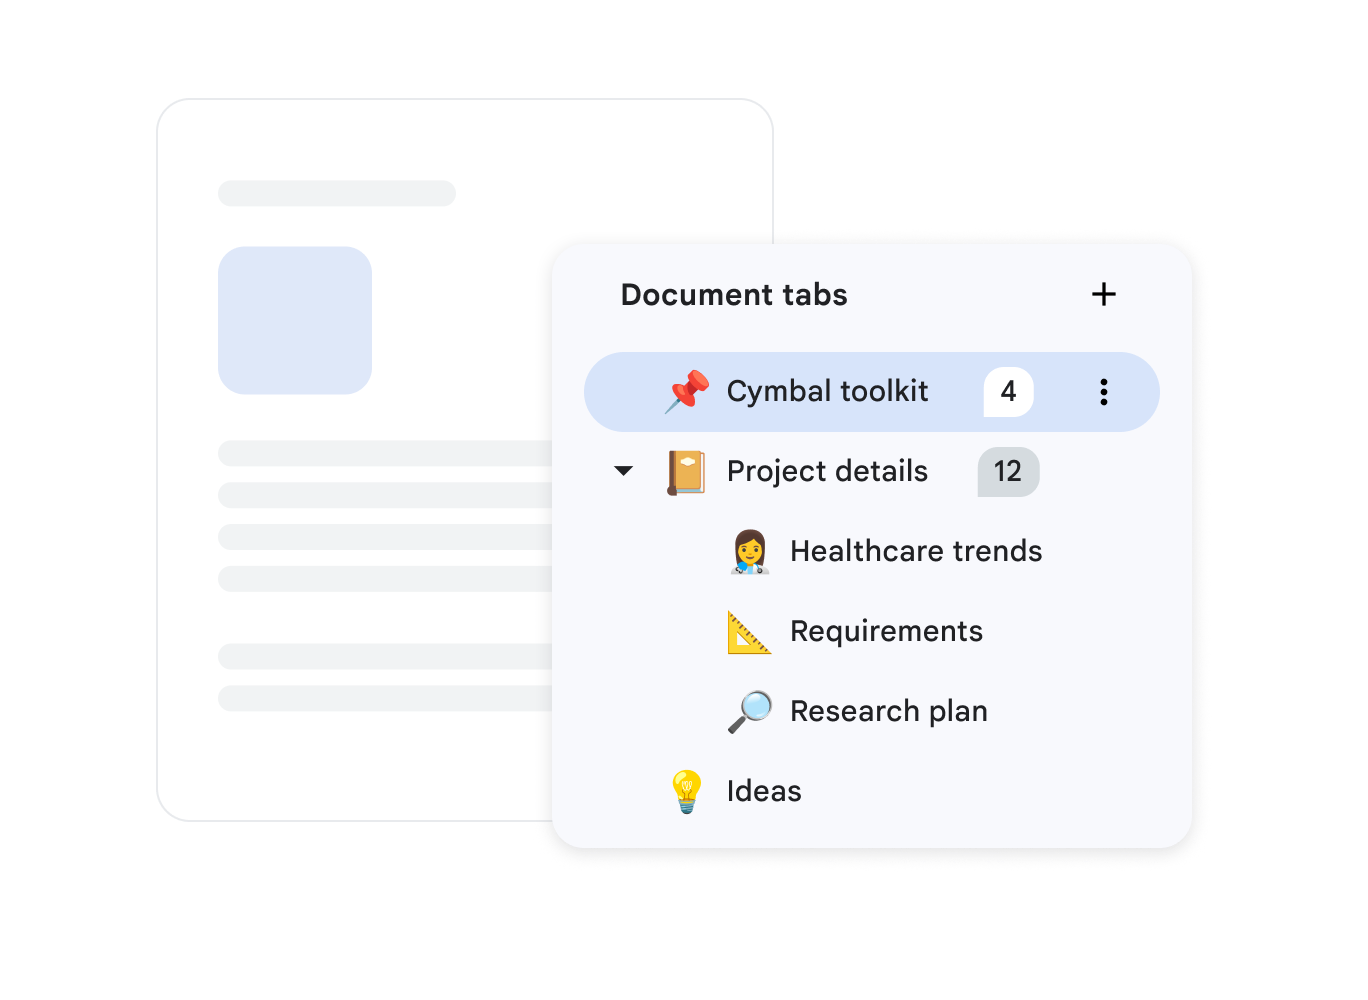 Document tabs
Cymbal toolkit 4
Project details 12
Healthcare trends
Requirements
Research plan
Ideas